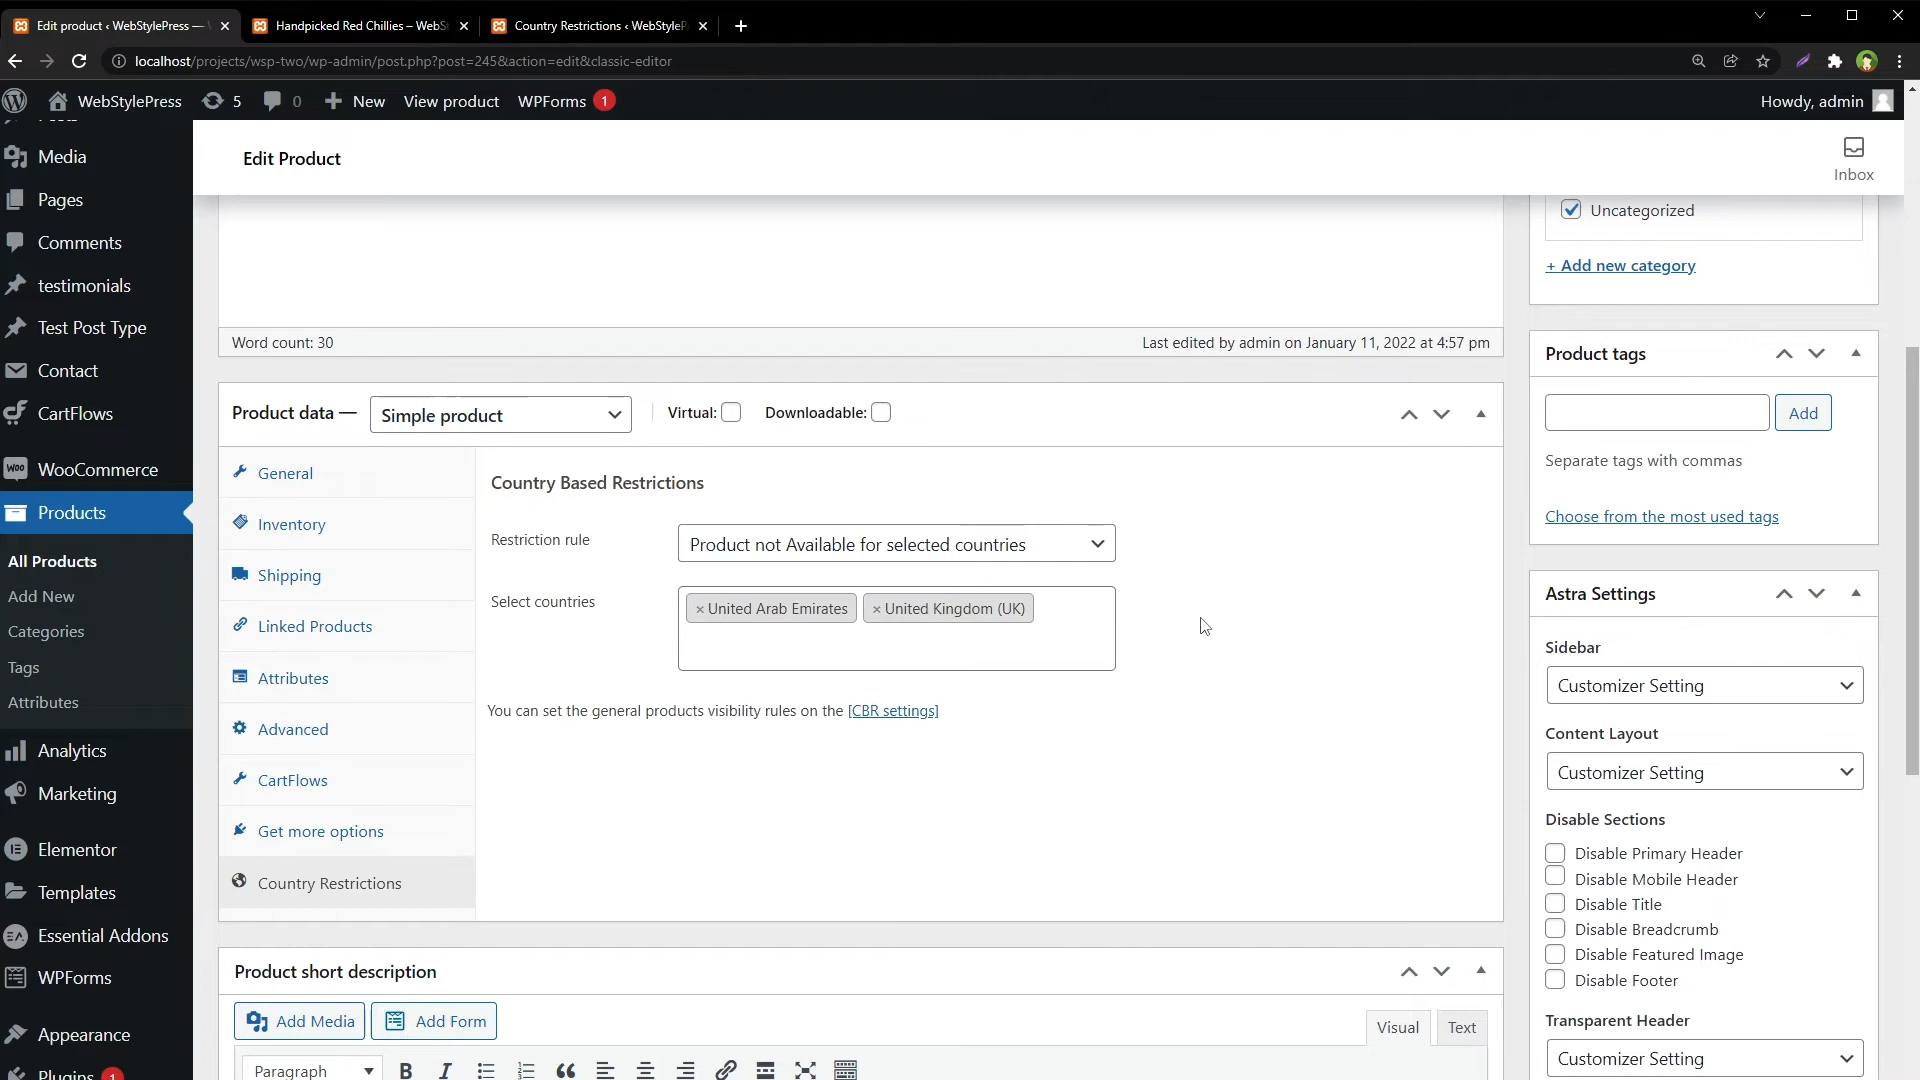 Edit product ‹ WebStylePress —
Handpicked Red Chillies – WebS
Country Restrictions ‹ WebStyleP
localhost/projects/wsp-two/wp-admin/post.php?post=245&action=edit&classic-editor
WebStylePress
5
0
New
View product
WPForms
1
Howdy, admin
Media
Pages
Comments
testimonials
Test Post Type
Contact
CartFlows
WooCommerce
Products
All Products
Add New
Categories
Tags
Attributes
Analytics
Marketing
Elementor
Templates
Essential Addons
WPForms
Appearance
Plugins 1
Edit Product
Inbox
Word count: 30
Last edited by admin on January 11, 2022 at 4:57 pm
Product data —
Simple product
Virtual:
Downloadable:
General
Inventory
Shipping
Linked Products
Attributes
Advanced
CartFlows
Get more options
Country Restrictions
Country Based Restrictions
Restriction rule
Product not Available for selected countries
Select countries
×United Arab Emirates
×United Kingdom (UK)
You can set the general products visibility rules on the [CBR settings]
Product short description
Add Media
Add Form
Visual
Text
Paragraph
B I
Uncategorized
+ Add new category
Product tags
Add
Separate tags with commas
Choose from the most used tags
Astra Settings
Sidebar
Customizer Setting
Content Layout
Customizer Setting
Disable Sections
Disable Primary Header
Disable Mobile Header
Disable Title
Disable Breadcrumb
Disable Featured Image
Disable Footer
Transparent Header
Customizer Setting